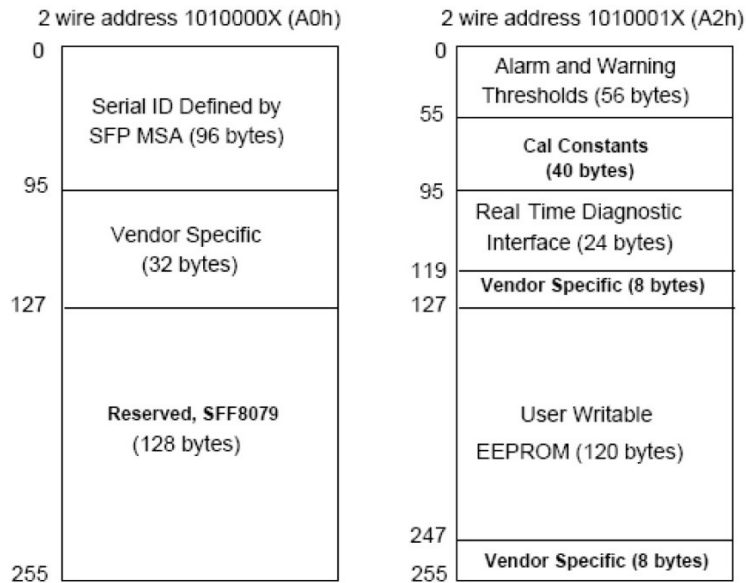 2 wire address 1010000X (A0h)
0
Serial ID Defined by
SFP MSA (96 bytes)
95
Vendor Specific
(32 bytes)
127
Reserved, SFF8079
(128 bytes)
255
2 wire address 1010001X (A2h)
0
Alarm and Warning
Thresholds (56 bytes)
55
Cal Constants
(40 bytes)
95
Real Time Diagnostic
Interface (24 bytes)
119
Vendor Specific (8 bytes)
127
User Writable
EEPROM (120 bytes)
247
Vendor Specific (8 bytes)
255